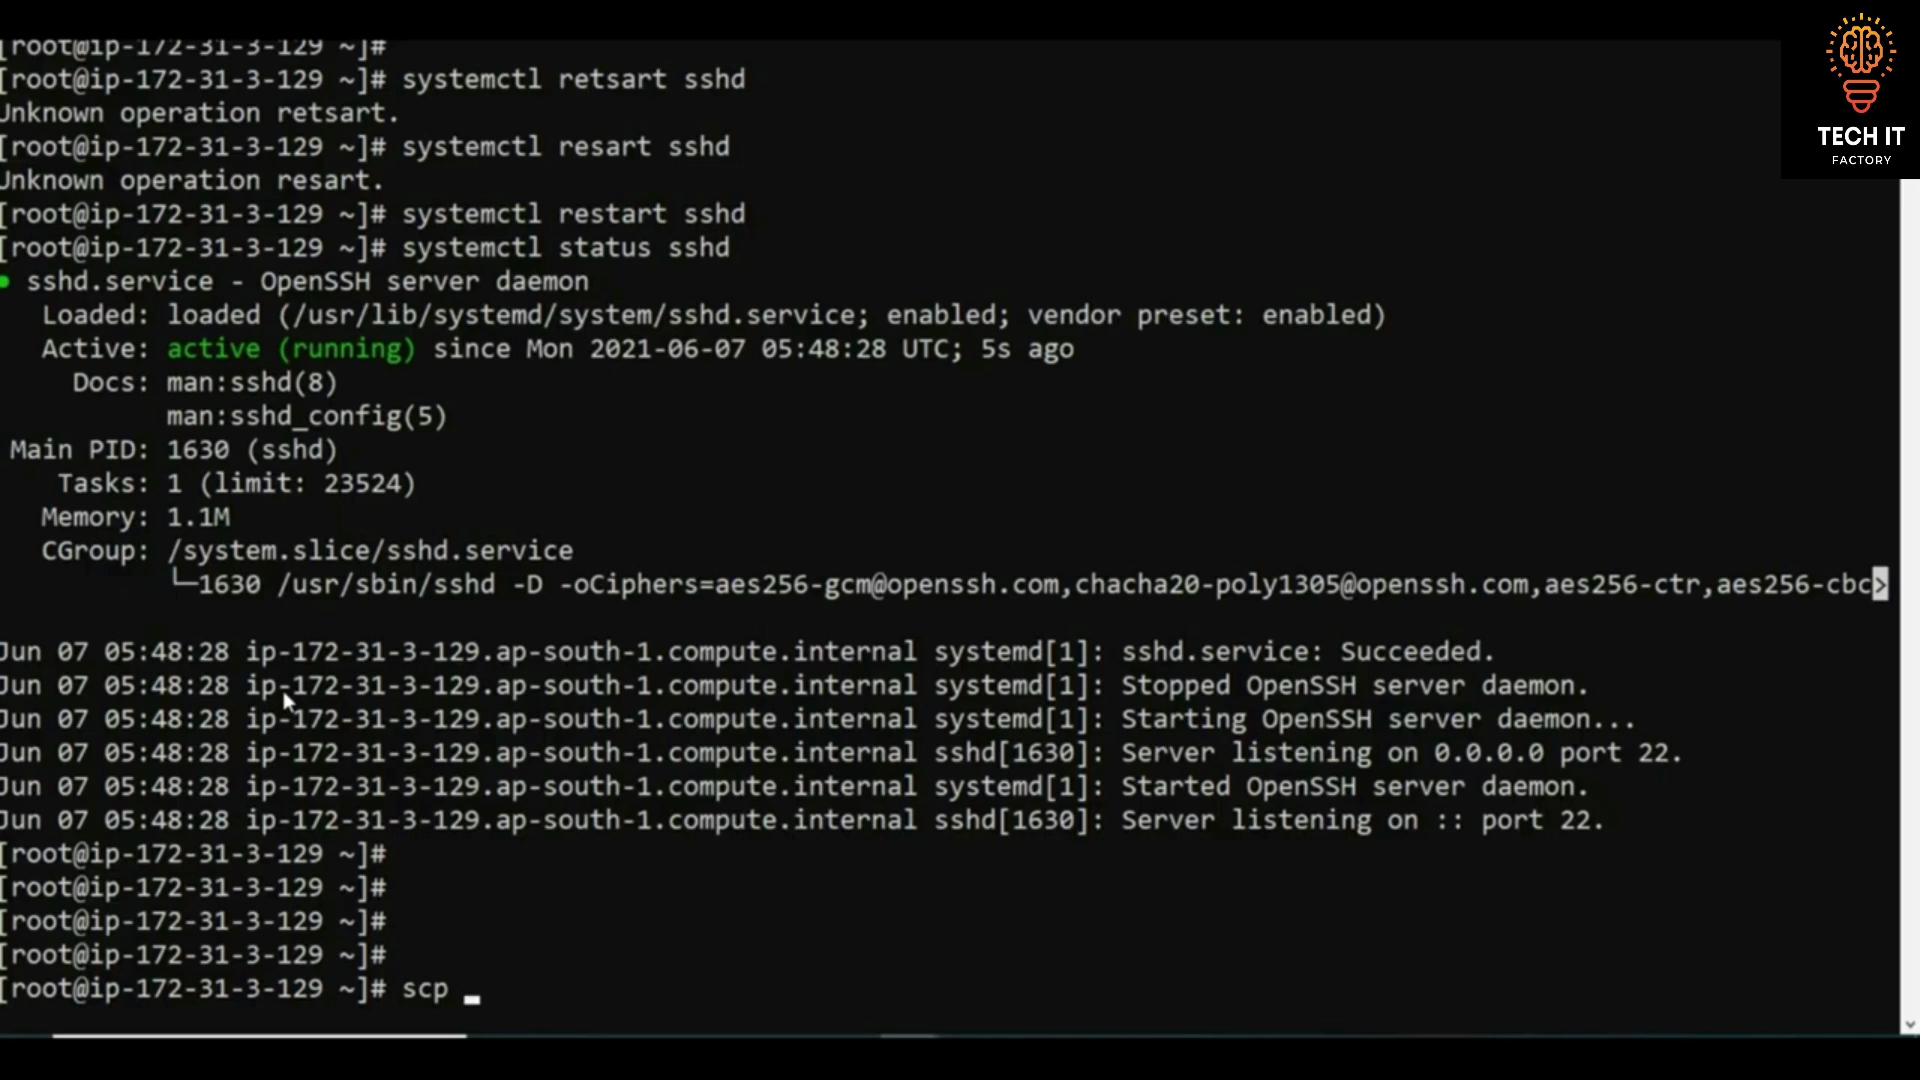 [root@ip-172-31-3-129 ~]#
[root@ip-172-31-3-129 ~]# systemctl retsart sshd
Unknown operation retsart.
[root@ip-172-31-3-129 ~]# systemctl resart sshd
Unknown operation resart.
[root@ip-172-31-3-129 ~]# systemctl restart sshd
[root@ip-172-31-3-129 ~]# systemctl status sshd
● sshd.service - OpenSSH server daemon
Loaded: loaded (/usr/lib/systemd/system/sshd.service; enabled; vendor preset: enabled)
Active: active (running) since Mon 2021-06-07 05:48:28 UTC; 5s ago
Docs: man:sshd(8)
man:sshd_config(5)
Main PID: 1630 (sshd)
Tasks: 1 (limit: 23524)
Memory: 1.1M
CGroup: /system.slice/sshd.service
└─1630 /usr/sbin/sshd -D -oCiphers=aes256-gcm@openssh.com,chacha20-poly1305@openssh.com,aes256-ctr,aes256-cbc>
Jun 07 05:48:28 ip-172-31-3-129.ap-south-1.compute.internal systemd[1]: sshd.service: Succeeded.
Jun 07 05:48:28 ip-172-31-3-129.ap-south-1.compute.internal systemd[1]: Stopped OpenSSH server daemon.
Jun 07 05:48:28 ip-172-31-3-129.ap-south-1.compute.internal systemd[1]: Starting OpenSSH server daemon...
Jun 07 05:48:28 ip-172-31-3-129.ap-south-1.compute.internal sshd[1630]: Server listening on 0.0.0.0 port 22.
Jun 07 05:48:28 ip-172-31-3-129.ap-south-1.compute.internal systemd[1]: Started OpenSSH server daemon.
Jun 07 05:48:28 ip-172-31-3-129.ap-south-1.compute.internal sshd[1630]: Server listening on :: port 22.
[root@ip-172-31-3-129 ~]#
[root@ip-172-31-3-129 ~]#
[root@ip-172-31-3-129 ~]#
[root@ip-172-31-3-129 ~]#
[root@ip-172-31-3-129 ~]# scp
TECH IT
FACTORY